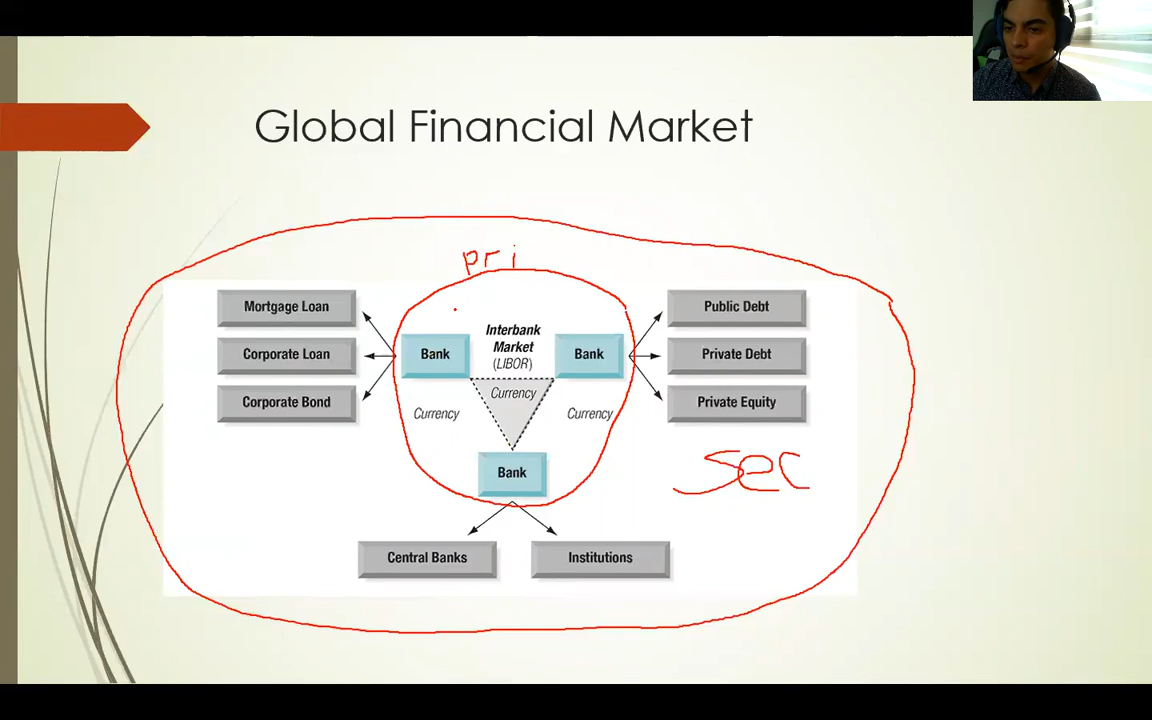 Global Financial Market
pri
Mortgage Loan
Corporate Loan
Corporate Bond
Bank
Interbank
Market
(LIBOR)
Bank
Currency
Currency
Currency
Bank
Public Debt
Private Debt
Private Equity
sec
Central Banks
Institutions